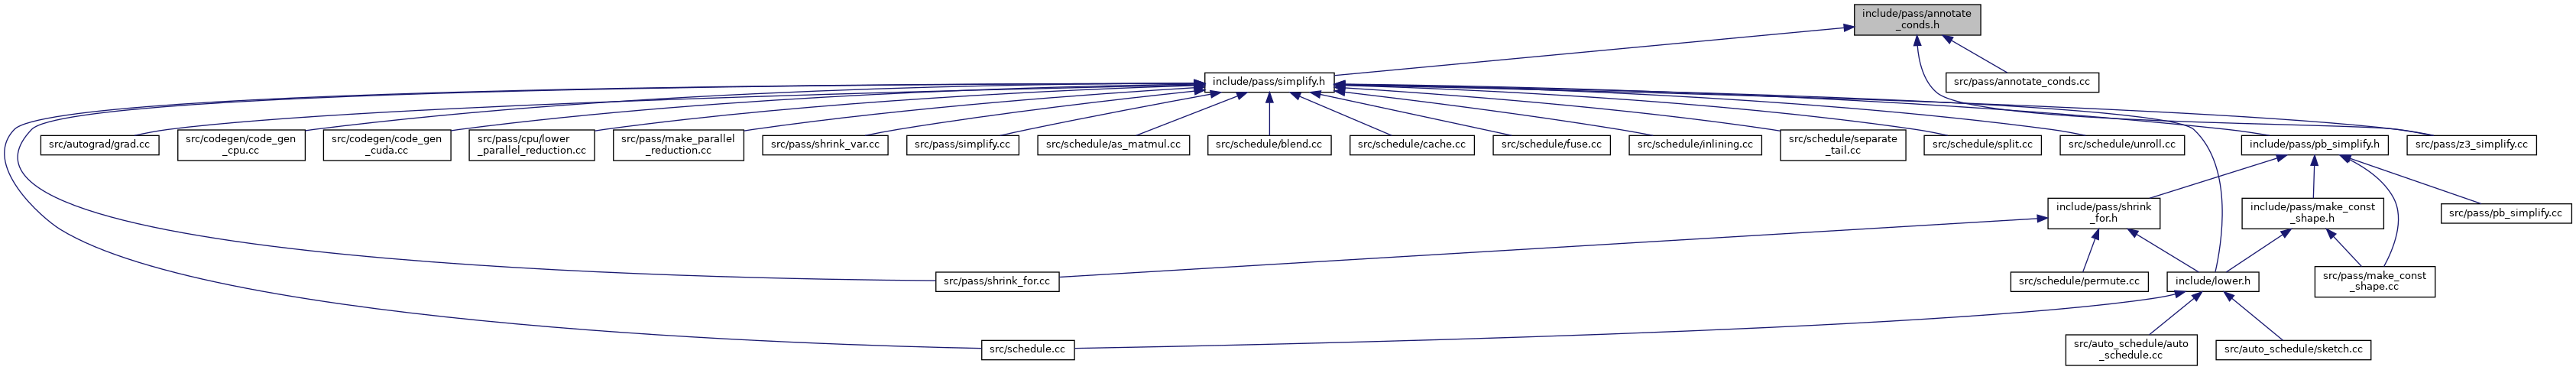 include/pass/annotate
_conds.h
include/pass/simplify.h
src/pass/annotate_conds.cc
src/autograd/grad.cc
src/codegen/code_gen
_cpu.cc
src/codegen/code_gen
_cuda.cc
src/pass/cpu/lower
_parallel_reduction.cc
src/pass/make_parallel
_reduction.cc
src/pass/shrink_var.cc
src/pass/simplify.cc
src/schedule/as_matmul.cc
src/schedule/blend.cc
src/schedule/cache.cc
src/schedule/fuse.cc
src/schedule/inlining.cc
src/schedule/separate
_tail.cc
src/schedule/split.cc
src/schedule/unroll.cc
include/pass/pb_simplify.h
src/pass/z3_simplify.cc
include/pass/shrink
_for.h
include/pass/make_const
_shape.h
src/pass/pb_simplify.cc
src/pass/shrink_for.cc
src/schedule/permute.cc
include/lower.h
src/pass/make_const
_shape.cc
src/schedule.cc
src/auto_schedule/auto
_schedule.cc
src/auto_schedule/sketch.cc